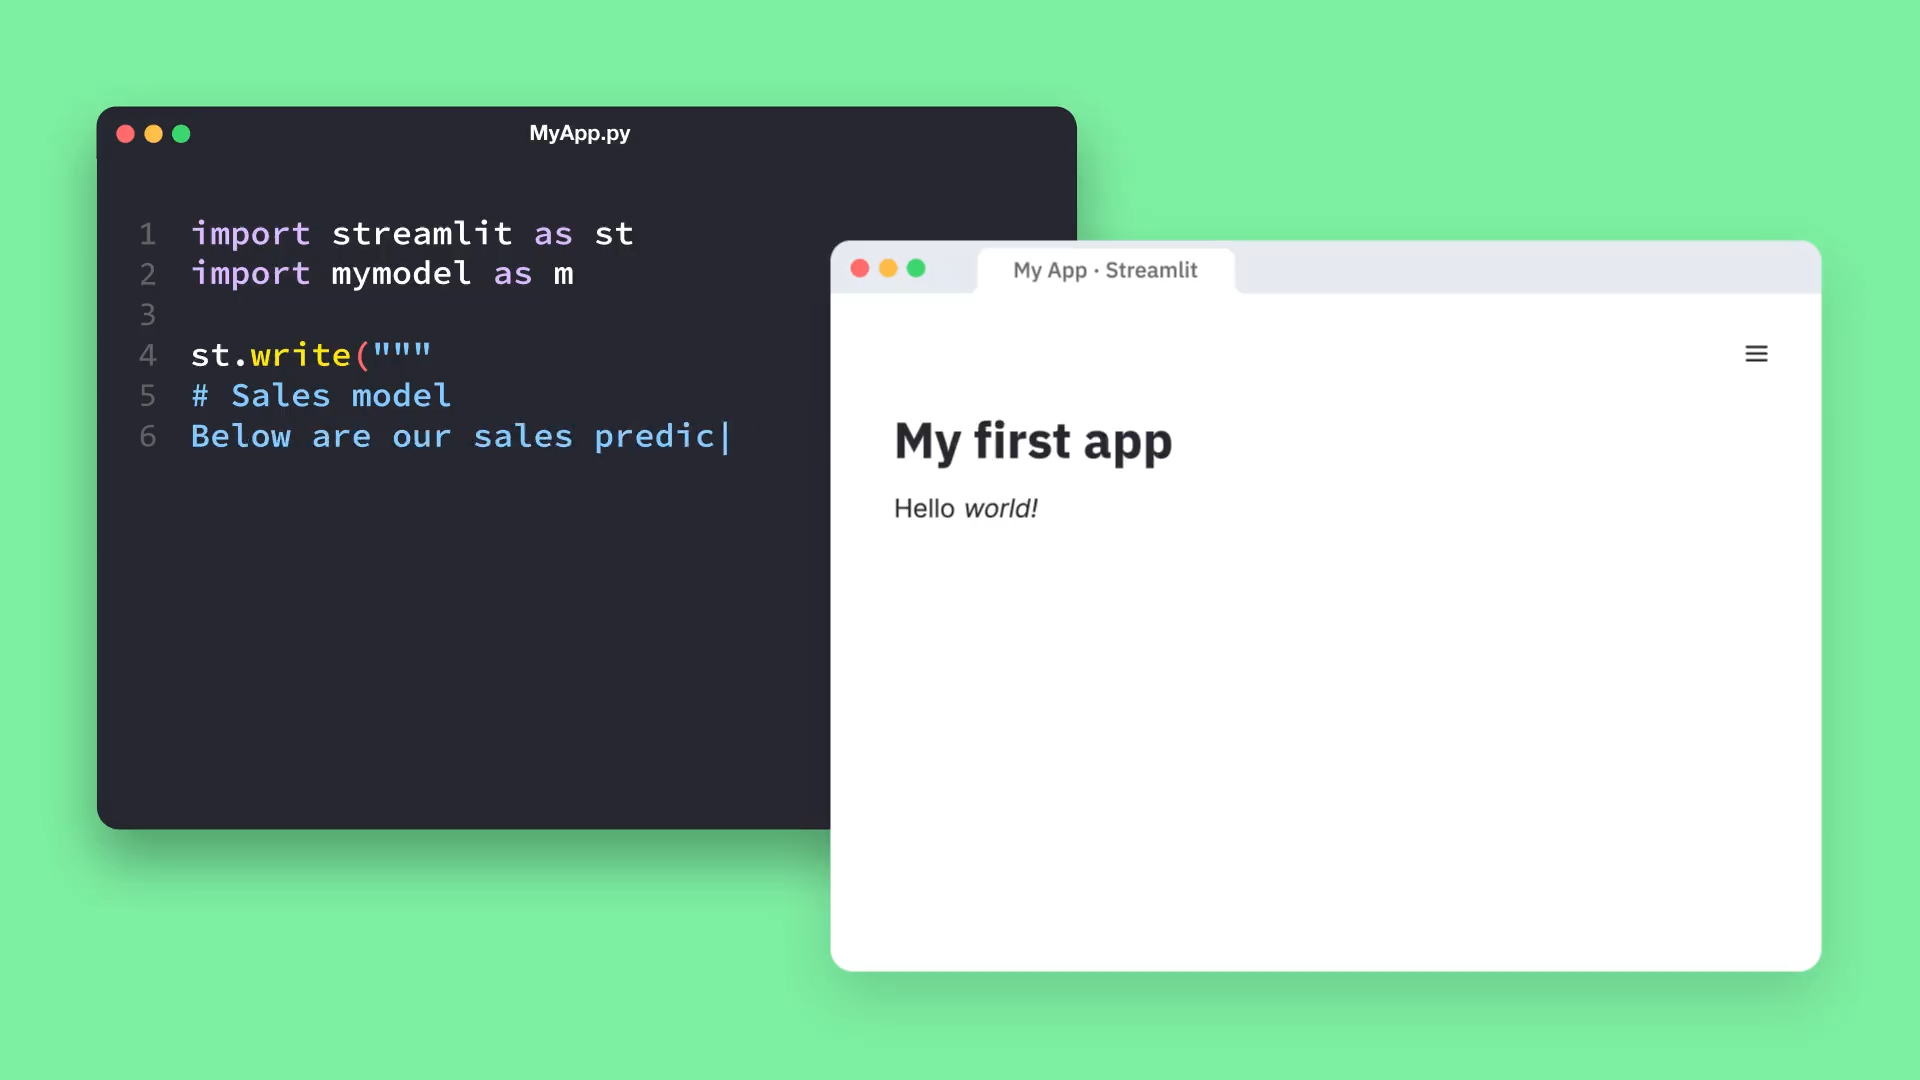 MyApp.py
1 import streamlit as st
2 import mymodel as m
3
4 st.write("""
5 # Sales model
6 Below are our sales predic|
My App · Streamlit
My first app
Hello world!